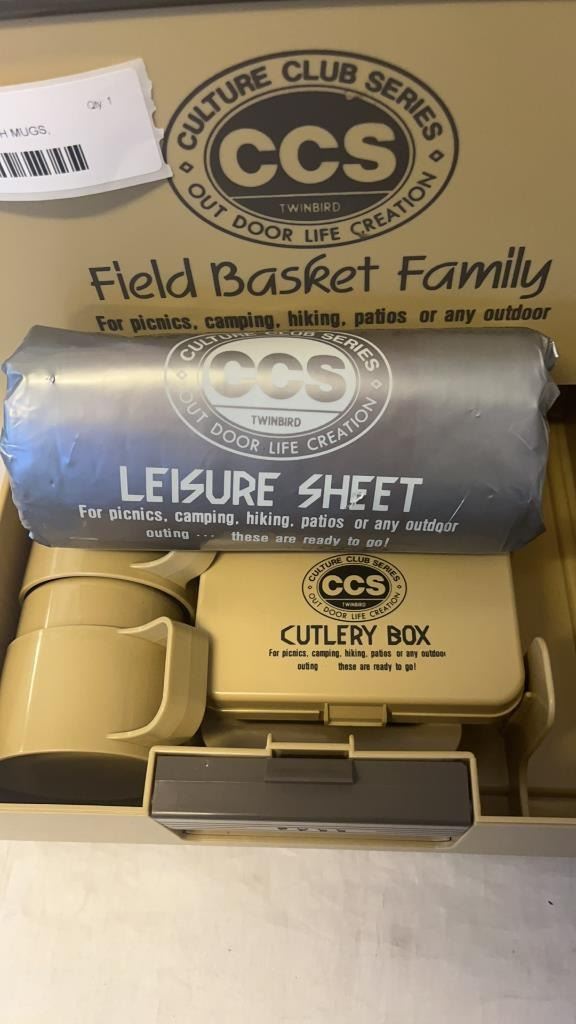 Qty 1
H MUGS,
CULTURE CLUB SERIES
CCS
TWINBIRD
OUT DOOR LIFE CREATION
Field Basket Family
For picnics, camping, hiking, patios or any outdoor
CULTURE CLUB SERIES
CCS
TWINBIRD
OUT DOOR LIFE CREATION
LEISURE SHEET
For picnics, camping, hiking, patios or any outdoor
outing ... these are ready to go!
CULTURE CLUB SERIES
CCS
TWINBIRD
OUT DOOR LIFE CREATION
CUTLERY BOX
For picnics, camping, hiking, patios or any outdoor
outing these are ready to go!